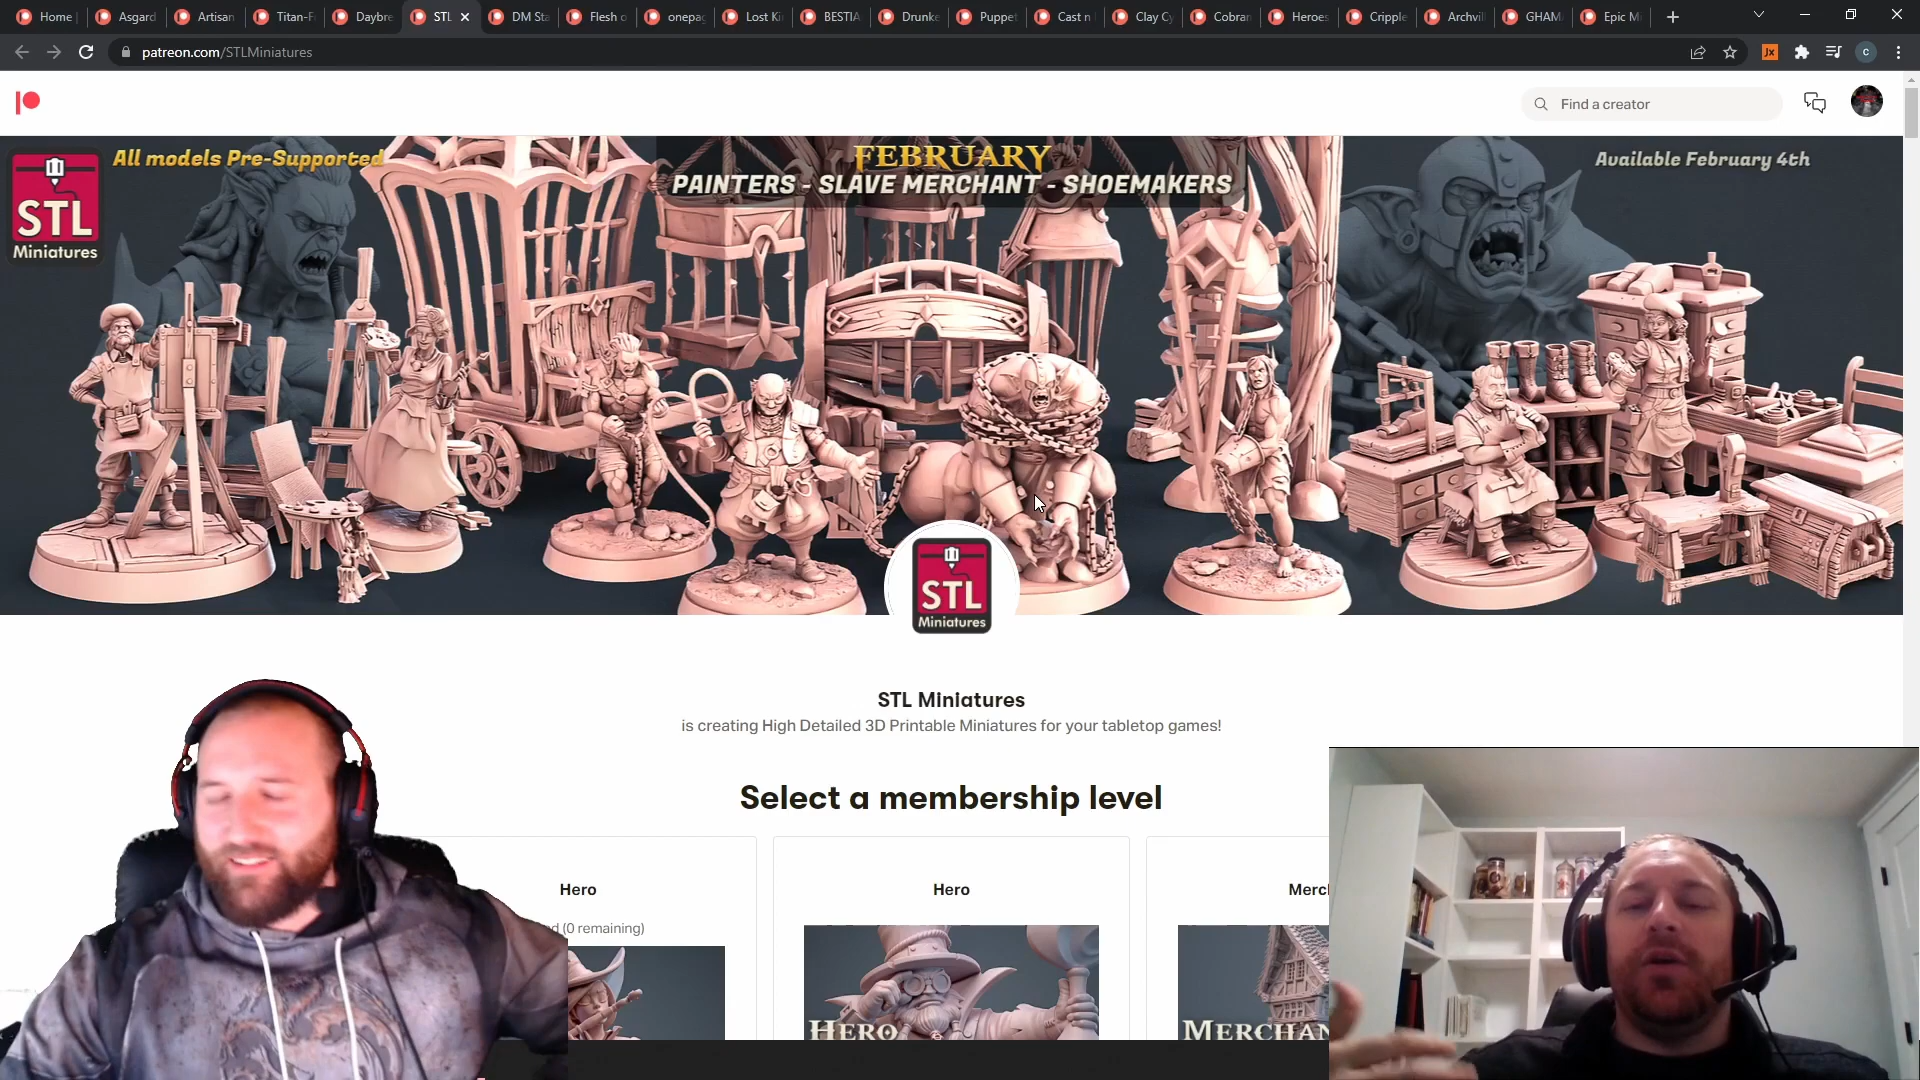 Home
Asgard
Artisan
Titan-F
Daybre
STL
DM Sta
Flesh o
onepag
Lost Ki
BESTIA
Drunke
Puppet
Cast n
Clay Cy
Cobran
Heroes
Cripple
Archvil
GHAM
Epic Mi
patreon.com/STLMiniatures
Jx
c
Find a creator
STL
Miniatures
All models Pre-Supported
FEBRUARY
PAINTERS - SLAVE MERCHANT - SHOEMAKERS
Available February 4th
STL
Miniatures
STL Miniatures
is creating High Detailed 3D Printable Miniatures for your tabletop games!
Select a membership level
Hero
Hero
Merch
d (0 remaining)
HERO
MERCHAN